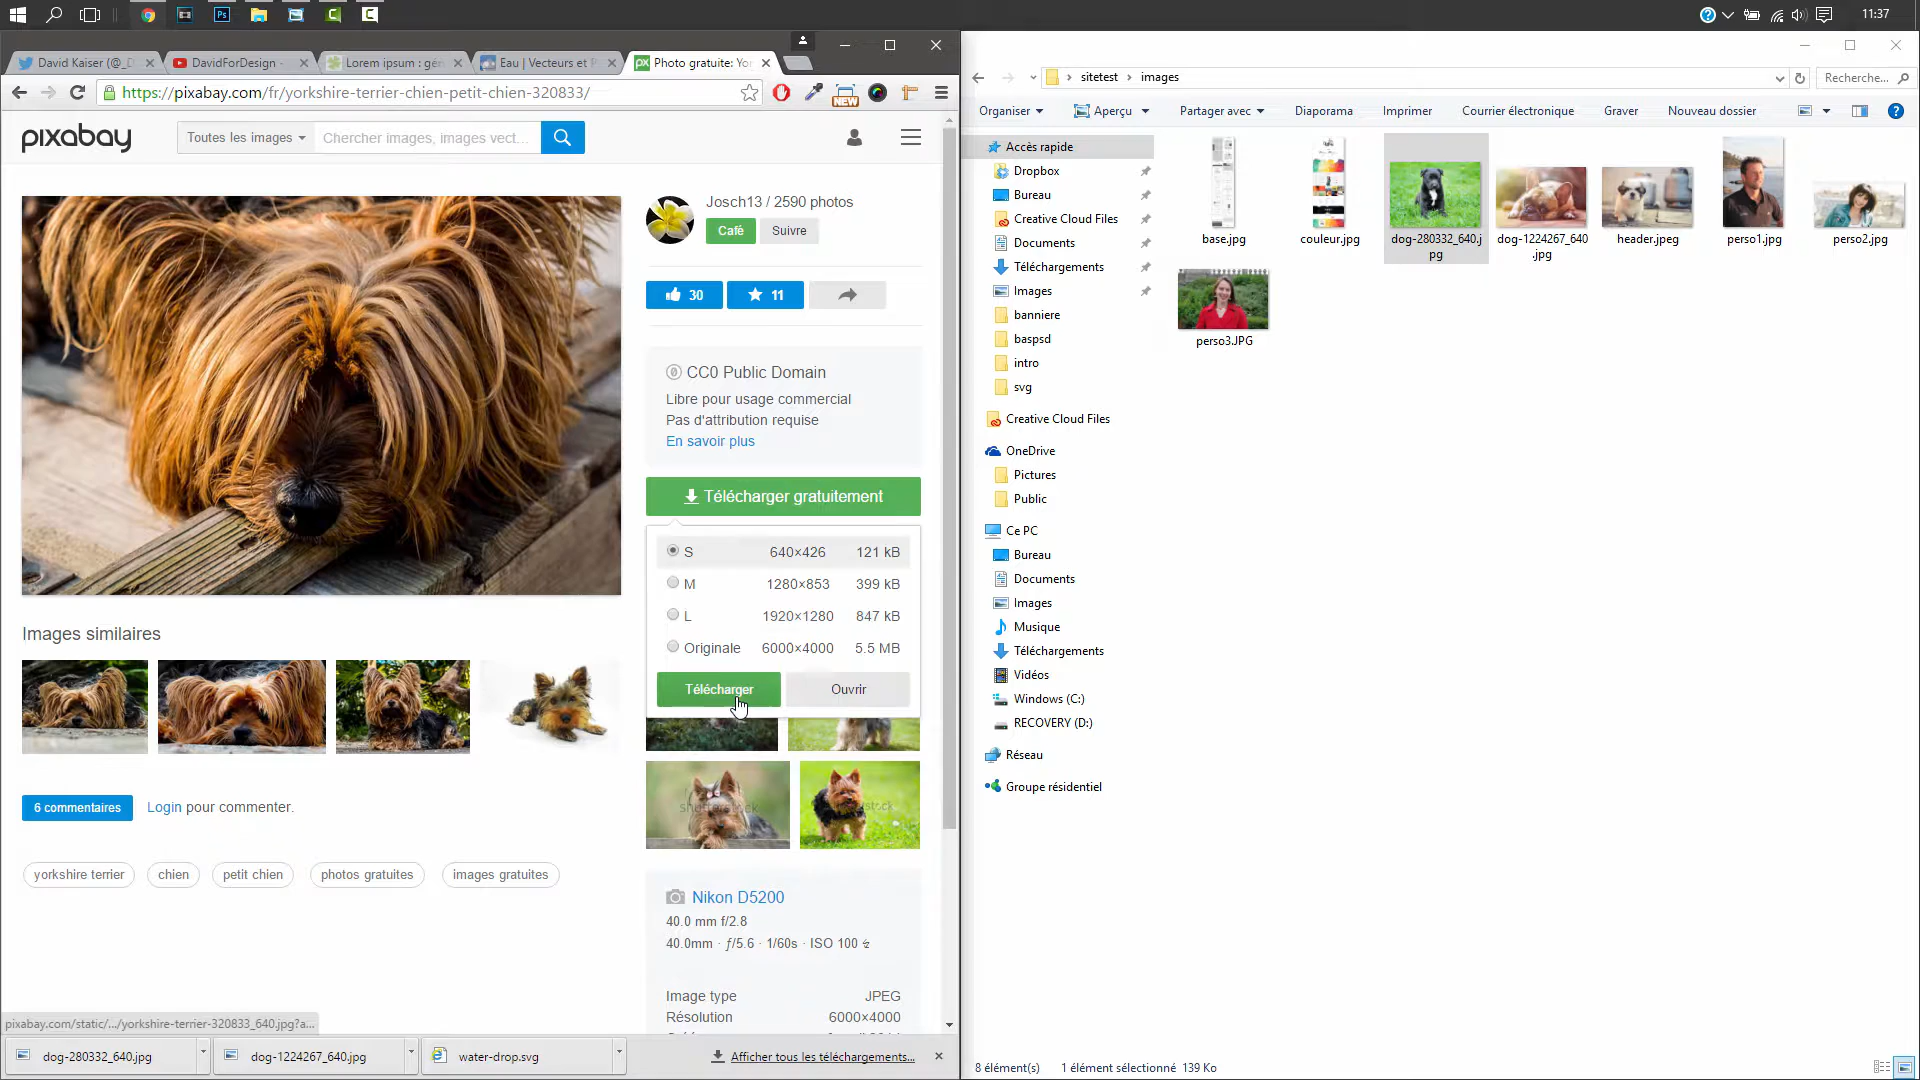 11:37
David Kaiser (@_D
DavidForDesign -
Lorem ipsum : gén
Eau | Vecteurs et P
Photo gratuite: Yor
https://pixabay.com/fr/yorkshire-terrier-chien-petit-chien-320833/
NEW
pixabay
Toutes les images
Chercher images, images vect...
Josch13 / 2590 photos
Café
Suivre
30
11
CC0 Public Domain
Libre pour usage commercial
Pas d'attribution requise
En savoir plus
Télécharger gratuitement
S 640×426 121 kB
M 1280×853 399 kB
L 1920×1280 847 kB
Originale 6000×4000 5.5 MB
Télécharger
Ouvrir
Images similaires
6 commentaires
Login pour commenter.
yorkshire terrier
chien
petit chien
photos gratuites
images gratuites
Nikon D5200
40.0 mm f/2.8
40.0mm · ƒ/5.6 · 1/60s · ISO 100
Image type JPEG
Résolution 6000×4000
pixabay.com/static/.../yorkshire-terrier-320833_640.jpg?a...
dog-280332_640.jpg
dog-1224267_640.jpg
water-drop.svg
Afficher tous les téléchargements...
sitetest
images
Recherche...
Organiser
Aperçu
Partager avec
Diaporama
Imprimer
Courrier électronique
Graver
Nouveau dossier
Accès rapide
Dropbox
Bureau
Creative Cloud Files
Documents
Téléchargements
Images
banniere
baspsd
intro
svg
Creative Cloud Files
OneDrive
Pictures
Public
Ce PC
Bureau
Documents
Images
Musique
Téléchargements
Vidéos
Windows (C:)
RECOVERY (D:)
Réseau
Groupe résidentiel
base.jpg
couleur.jpg
dog-280332_640.j
pg
dog-1224267_640
.jpg
header.jpeg
perso1.jpg
perso2.jpg
perso3.JPG
8 élément(s)
1 élément sélectionné 139 Ko